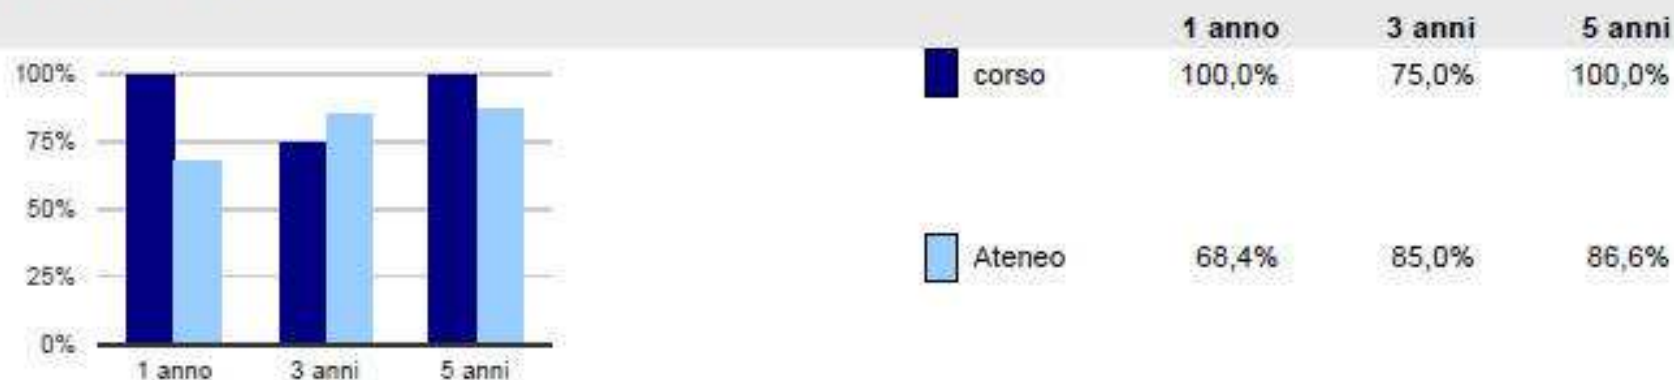 100%
75%
50%
25%
0%
1 anno 3 anni 5 anni
1 anno 3 anni 5 anni
corso 100,0% 75,0% 100,0%
Ateneo 68,4% 85,0% 86,6%